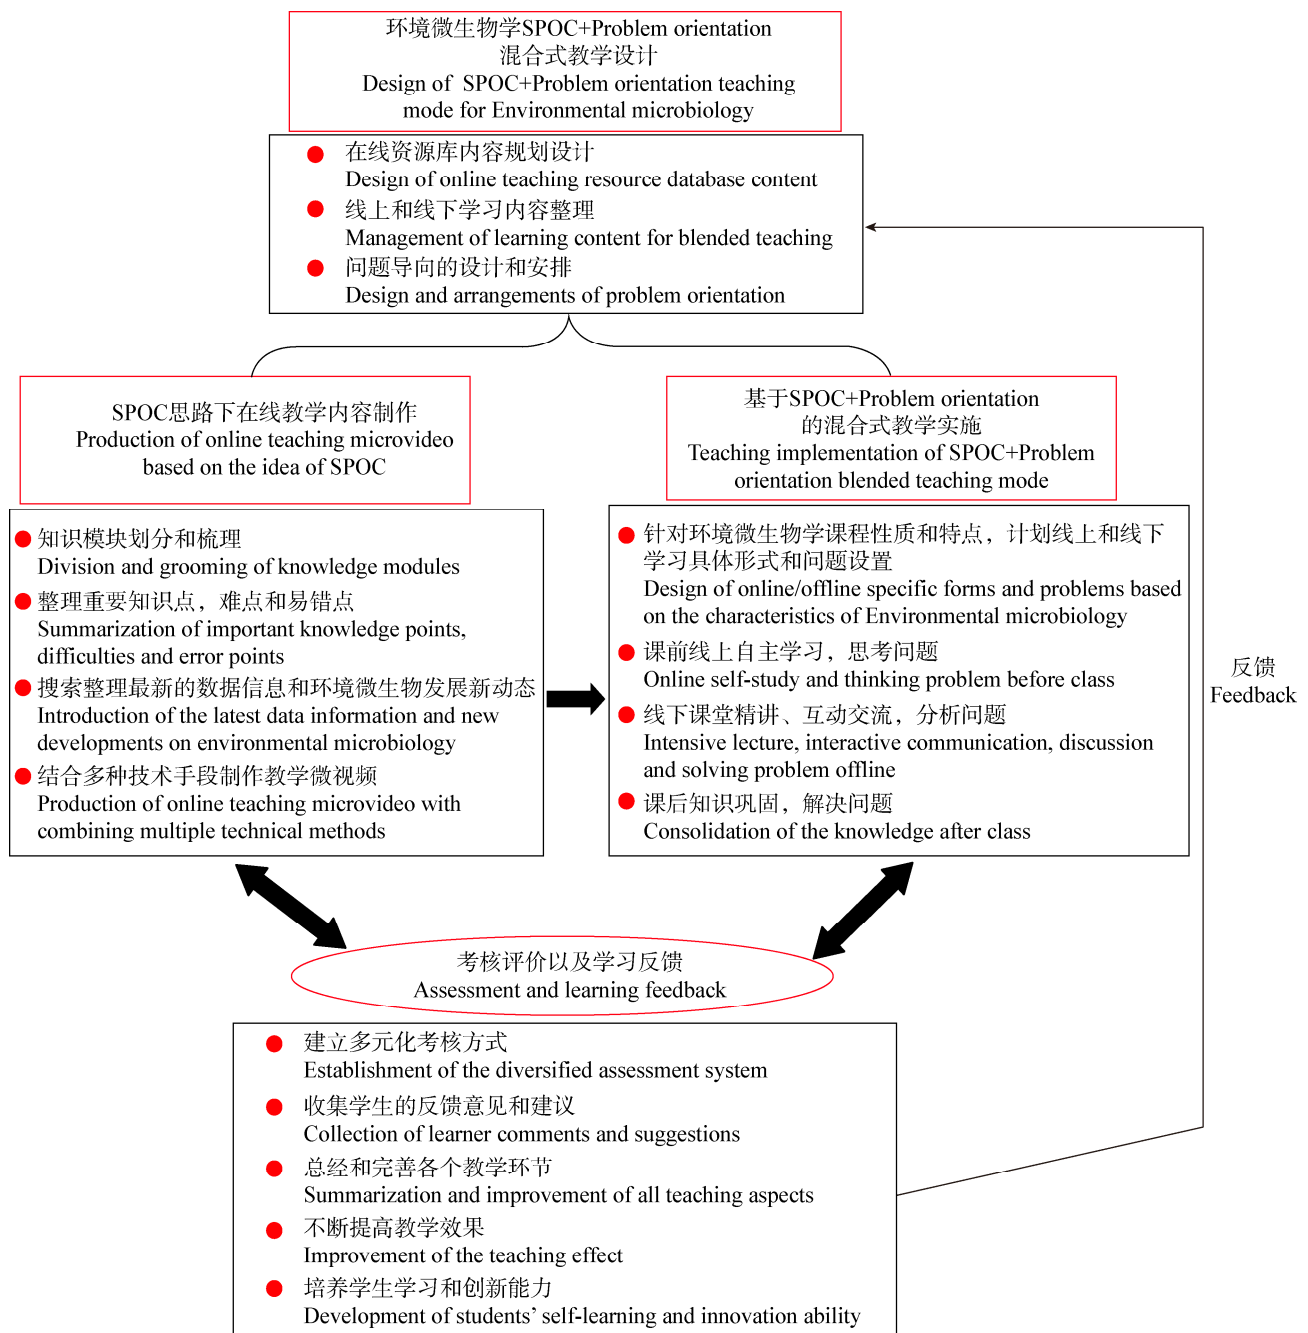 环境微生物学SPOC+Problem orientation
混合式教学设计
Design of SPOC+Problem orientation teaching
mode for Environmental microbiology
在线资源库内容规划设计
Design of online teaching resource database content
线上和线下学习内容整理
Management of learning content for blended teaching
问题导向的设计和安排
Design and arrangements of problem orientation
SPOC思路下在线教学内容制作
Production of online teaching microvideo
based on the idea of SPOC
知识模块划分和梳理
Division and grooming of knowledge modules
整理重要知识点，难点和易错点
Summarization of important knowledge points,
difficulties and error points
搜索整理最新的数据信息和环境微生物发展新动态
Introduction of the latest data information and new
developments on environmental microbiology
结合多种技术手段制作教学微视频
Production of online teaching microvideo with
combining multiple technical methods
基于SPOC+Problem orientation
的混合式教学实施
Teaching implementation of SPOC+Problem
orientation blended teaching mode
针对环境微生物学课程性质和特点，计划线上和线下
学习具体形式和问题设置
Design of online/offline specific forms and problems based
on the characteristics of Environmental microbiology
课前线上自主学习，思考问题
Online self-study and thinking problem before class
线下课堂精讲、互动交流，分析问题
Intensive lecture, interactive communication, discussion
and solving problem offline
课后知识巩固，解决问题
Consolidation of the knowledge after class
反馈
Feedback
考核评价以及学习反馈
Assessment and learning feedback
建立多元化考核方式
Establishment of the diversified assessment system
收集学生的反馈意见和建议
Collection of learner comments and suggestions
总经和完善各个教学环节
Summarization and improvement of all teaching aspects
不断提高教学效果
Improvement of the teaching effect
培养学生学习和创新能力
Development of students' self-learning and innovation ability